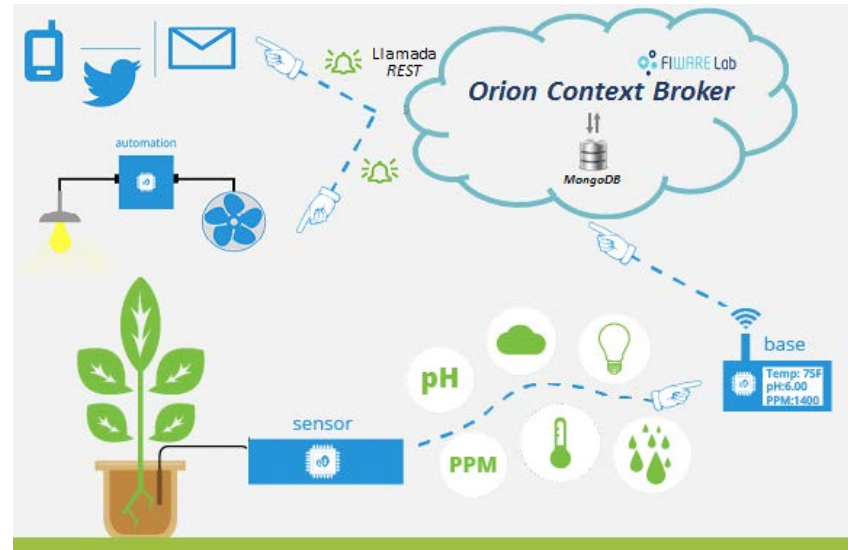 Llamada
REST
FIWARE Lab
Orion Context Broker
MongoDB
automation
base
Temp: 75F
pH:6.00
PPM:1400
pH
sensor
PPM